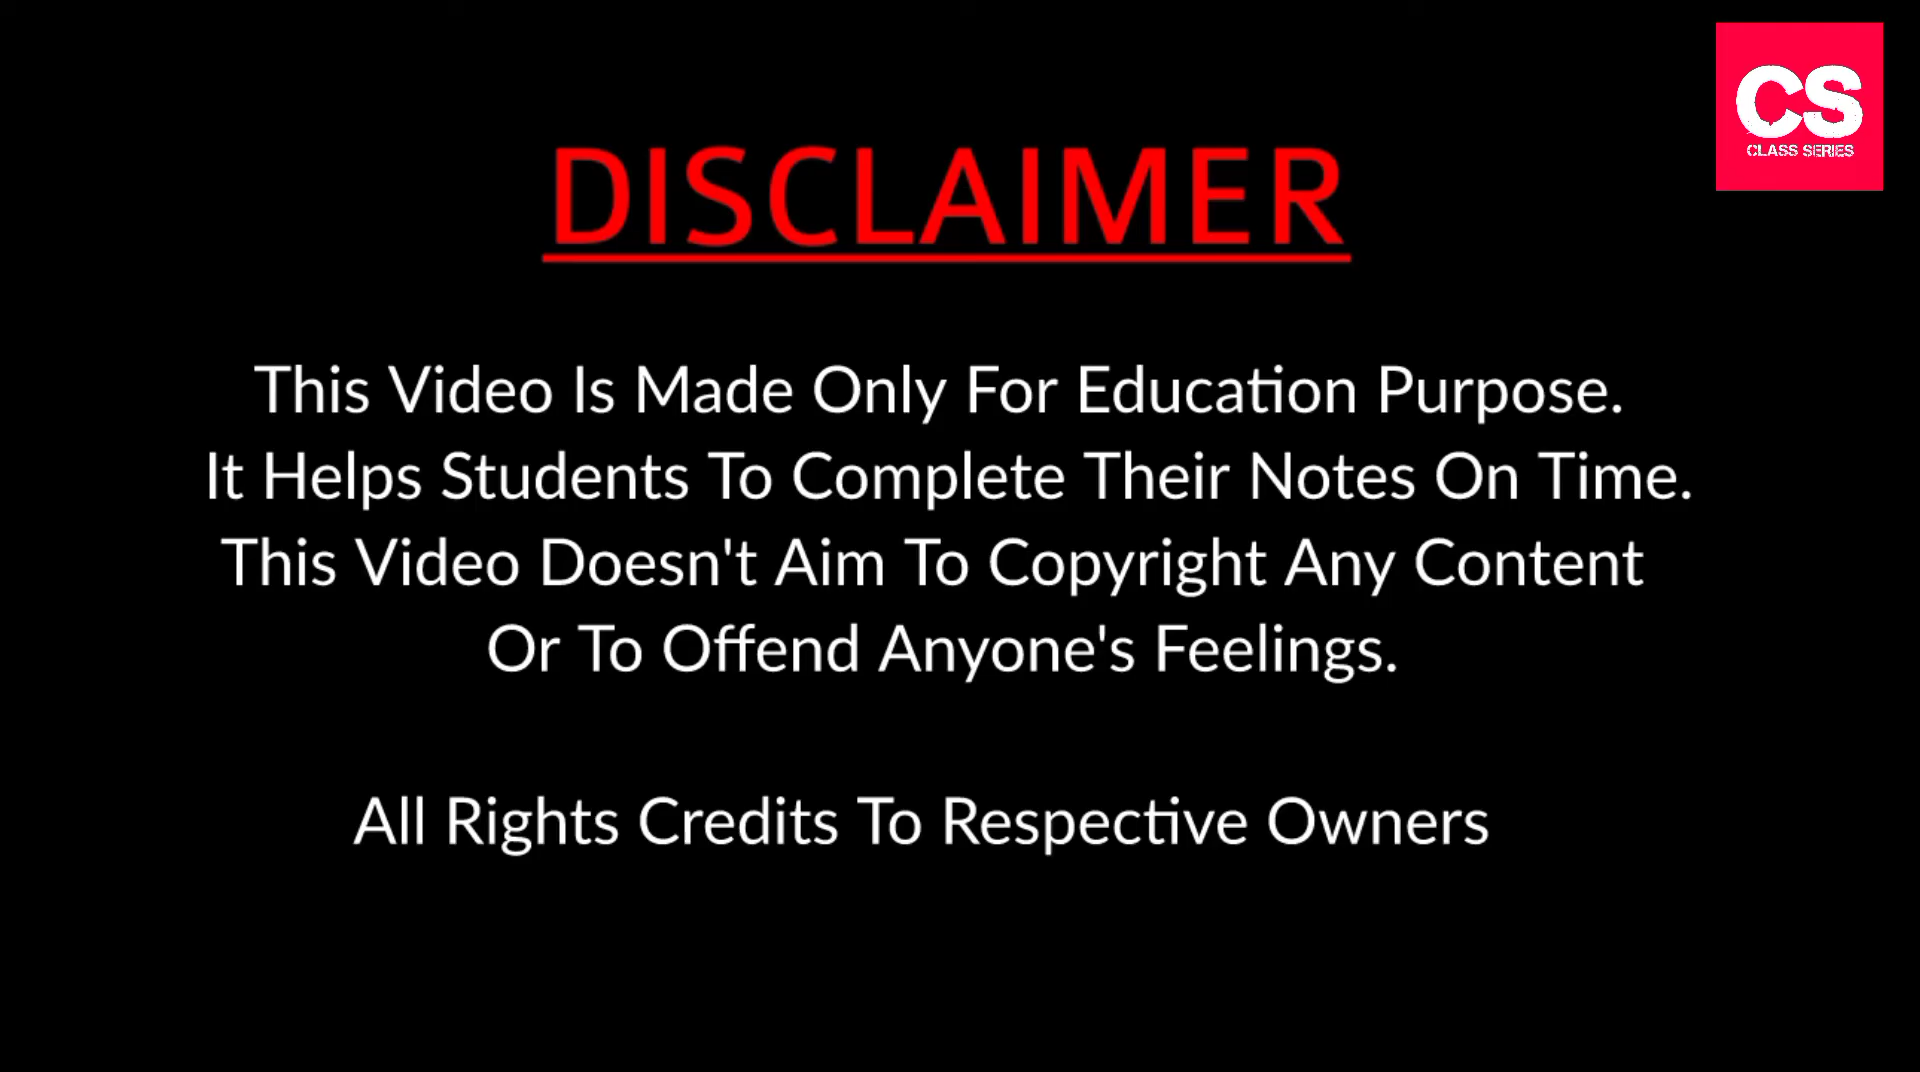 CS
CLASS SERIES
DISCLAIMER
This Video Is Made Only For Education Purpose.
It Helps Students To Complete Their Notes On Time.
This Video Doesn't Aim To Copyright Any Content
Or To Offend Anyone's Feelings.
All Rights Credits To Respective Owners